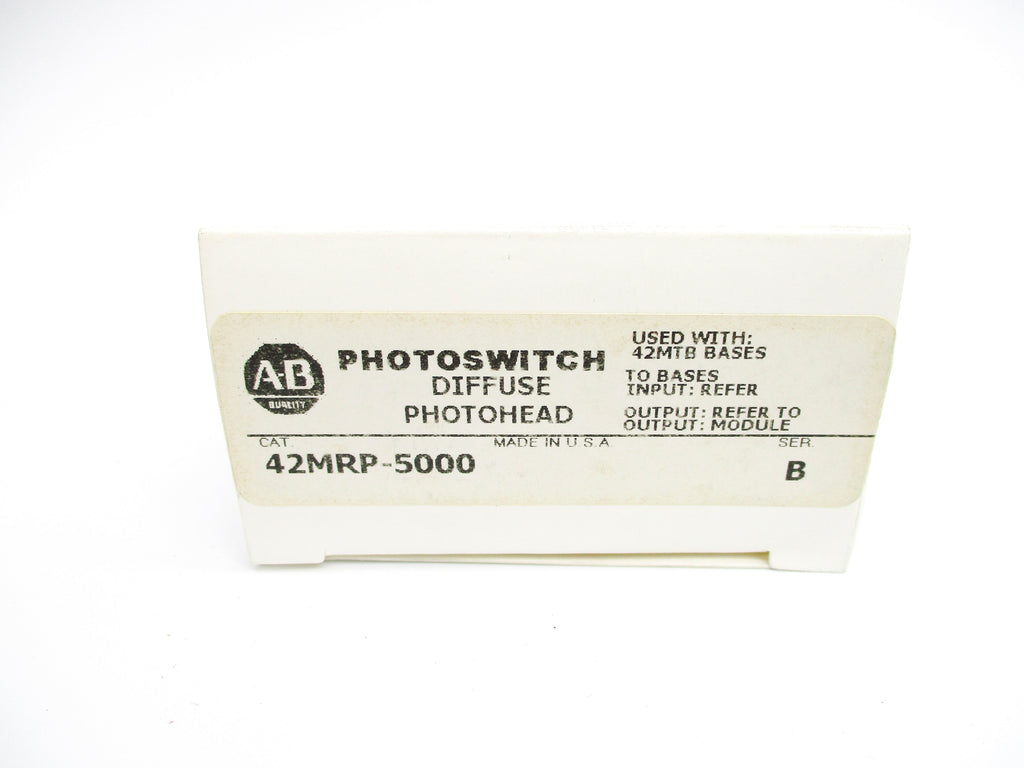 A-B
QUALITY
PHOTOSWITCH
DIFFUSE
PHOTOHEAD
USED WITH:
42MTB BASES
TO BASES
INPUT: REFER
OUTPUT: REFER TO
OUTPUT: MODULE
CAT. MADE IN U.S.A. SER.
42MRP-5000 B